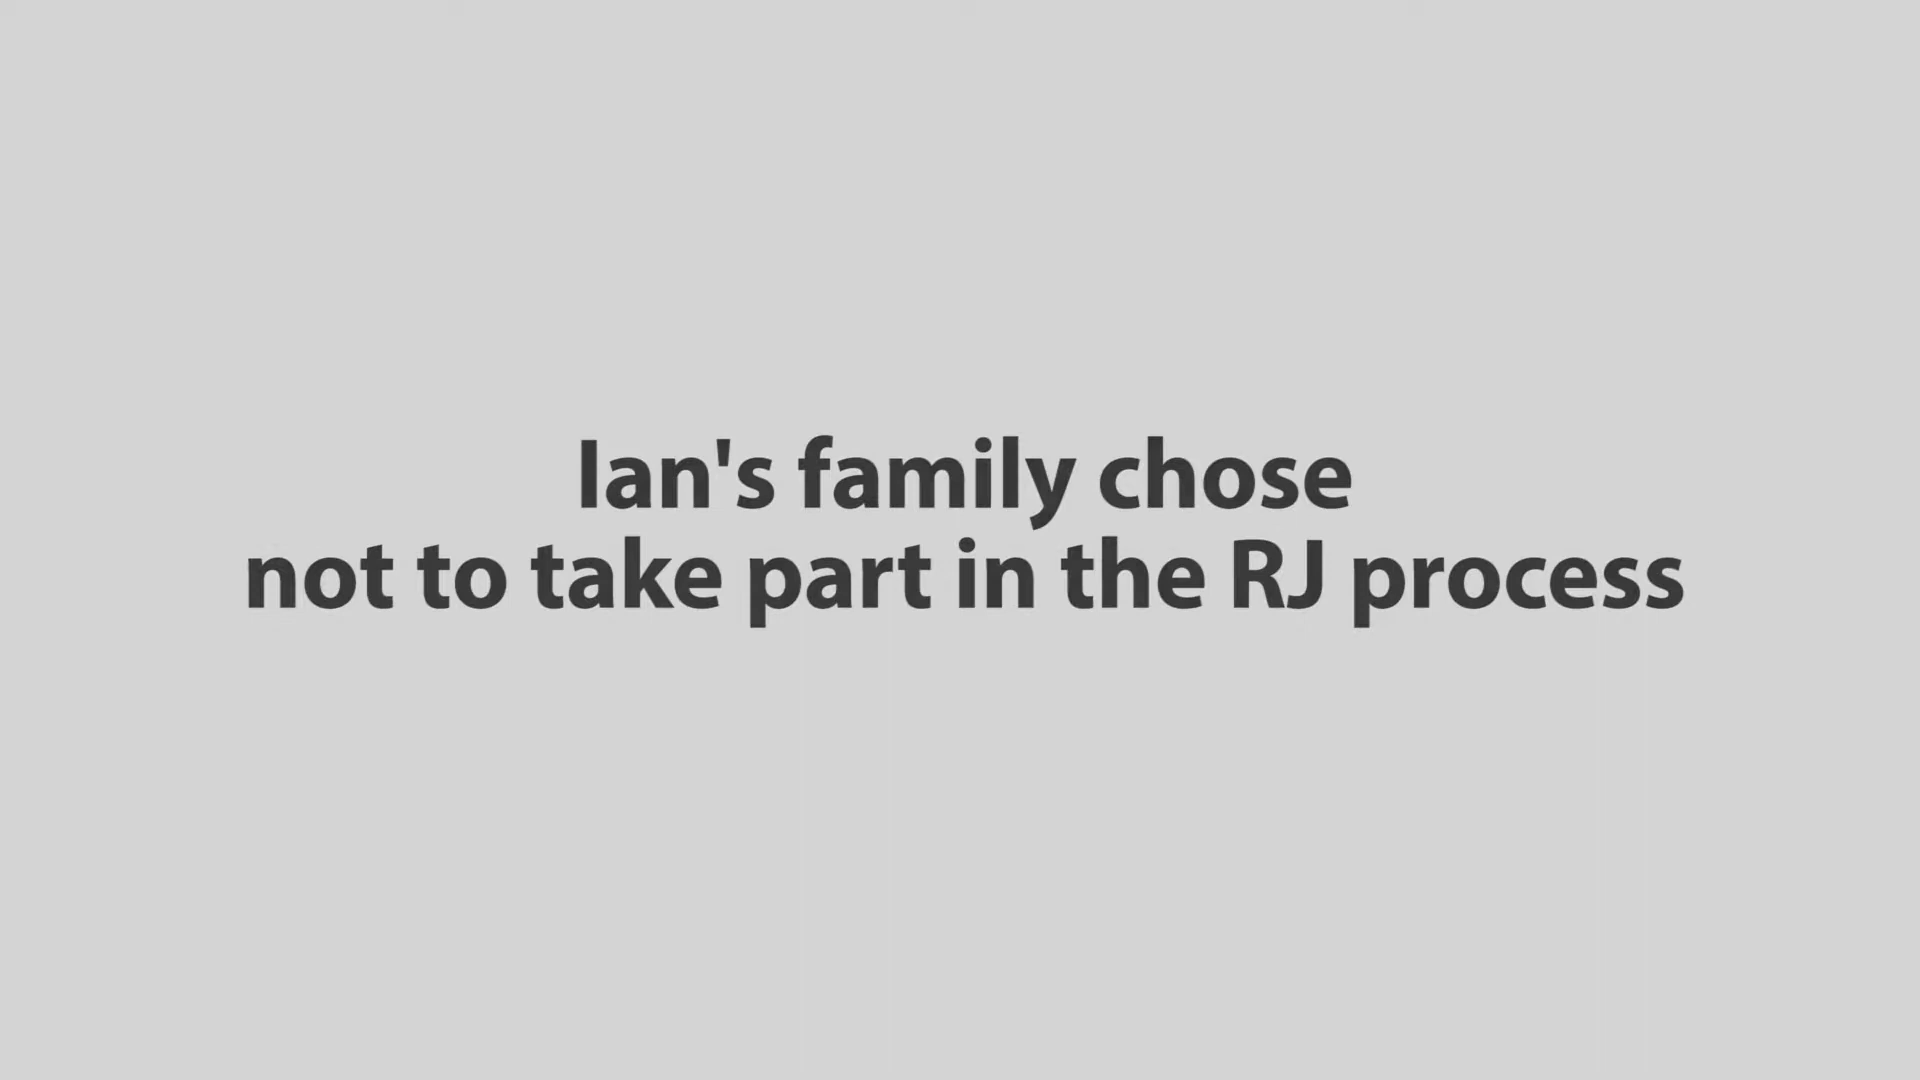 Ian's family chose
not to take part in the RJ process